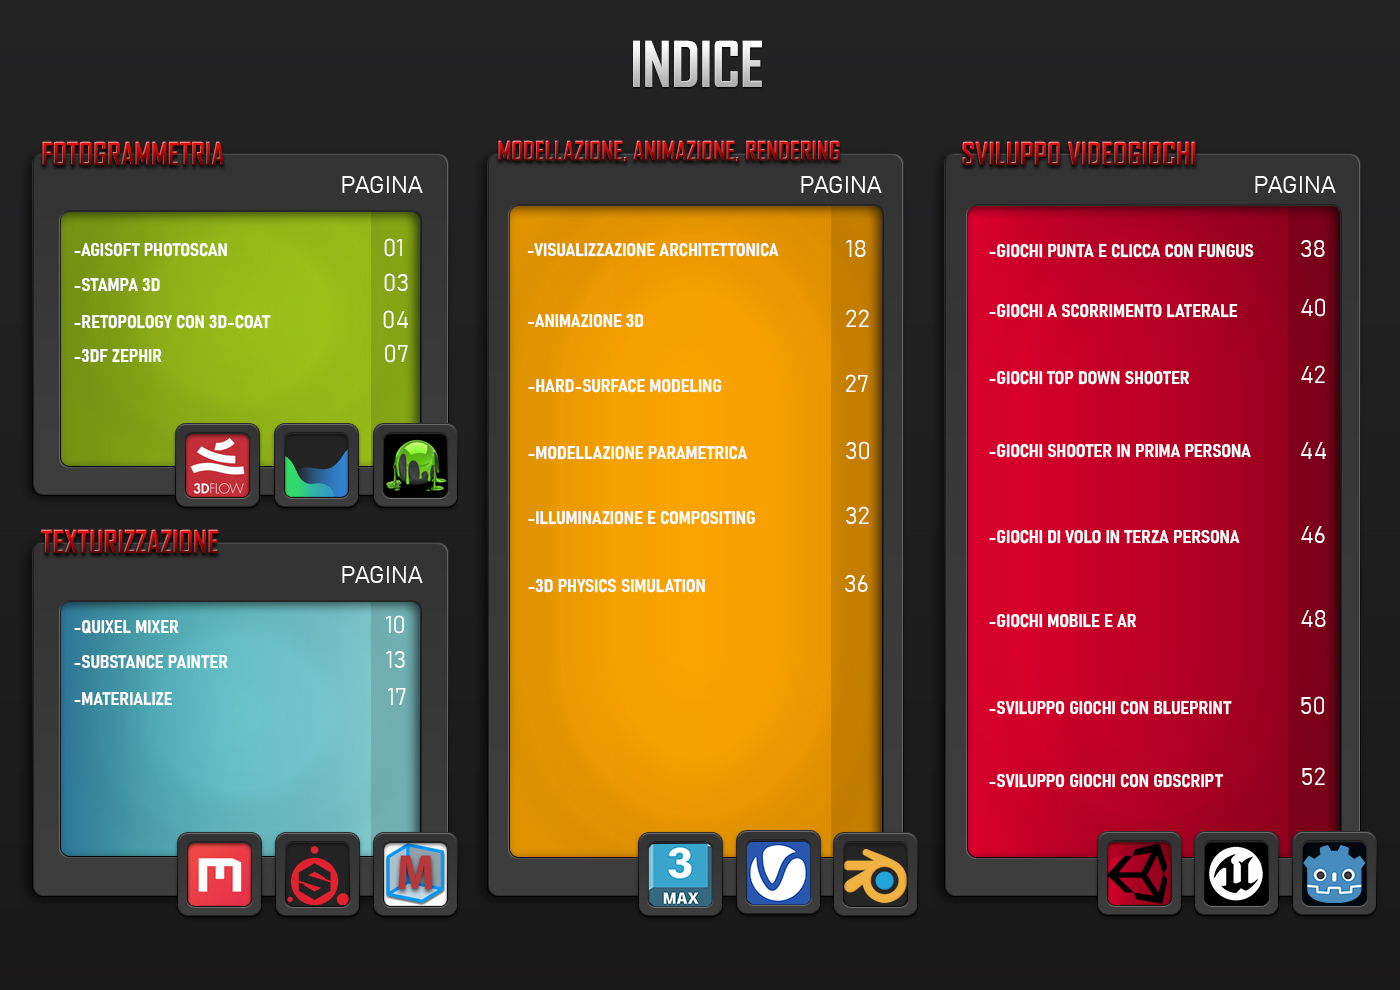 INDICE
FOTOGRAMMETRIA
PAGINA
-AGISOFT PHOTOSCAN 01
-STAMPA 3D 03
-RETOPOLOGY CON 3D-COAT 04
-3DF ZEPHIR 07
3DFLOW
TEXTURIZZAZIONE
PAGINA
-QUIXEL MIXER 10
-SUBSTANCE PAINTER 13
-MATERIALIZE 17
M
MODELLAZIONE, ANIMAZIONE, RENDERING
PAGINA
-VISUALIZZAZIONE ARCHITETTONICA 18
-ANIMAZIONE 3D 22
-HARD-SURFACE MODELING 27
-MODELLAZIONE PARAMETRICA 30
-ILLUMINAZIONE E COMPOSITING 32
-3D PHYSICS SIMULATION 36
3
MAX
SVILUPPO VIDEOGIOCHI
PAGINA
-GIOCHI PUNTA E CLICCA CON FUNGUS 38
-GIOCHI A SCORRIMENTO LATERALE 40
-GIOCHI TOP DOWN SHOOTER 42
-GIOCHI SHOOTER IN PRIMA PERSONA 44
-GIOCHI DI VOLO IN TERZA PERSONA 46
-GIOCHI MOBILE E AR 48
-SVILUPPO GIOCHI CON BLUEPRINT 50
-SVILUPPO GIOCHI CON GDSCRIPT 52